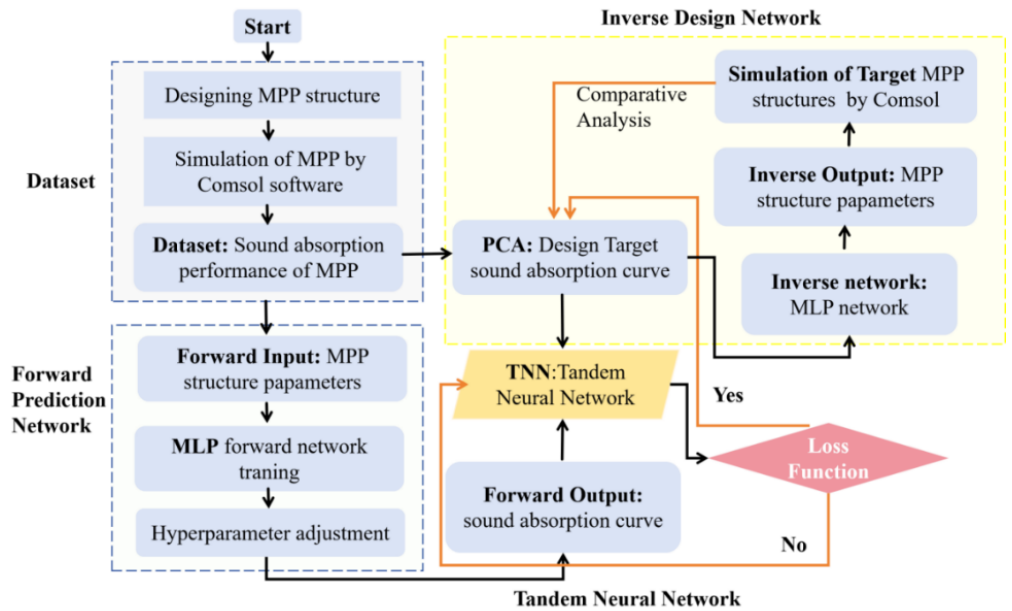 Start
Inverse Design Network
Designing MPP structure
Simulation of MPP by
Comsol software
Dataset
Dataset: Sound absorption
performance of MPP
Simulation of Target MPP
structures by Comsol
Comparative
Analysis
Inverse Output: MPP
structure papameters
PCA: Design Target
sound absorption curve
Inverse network:
MLP network
Forward
Prediction
Network
Forward Input: MPP
structure papameters
MLP forward network
traning
Hyperparameter adjustment
TNN:Tandem
Neural Network
Yes
Loss
Function
Forward Output:
sound absorption curve
No
Tandem Neural Network